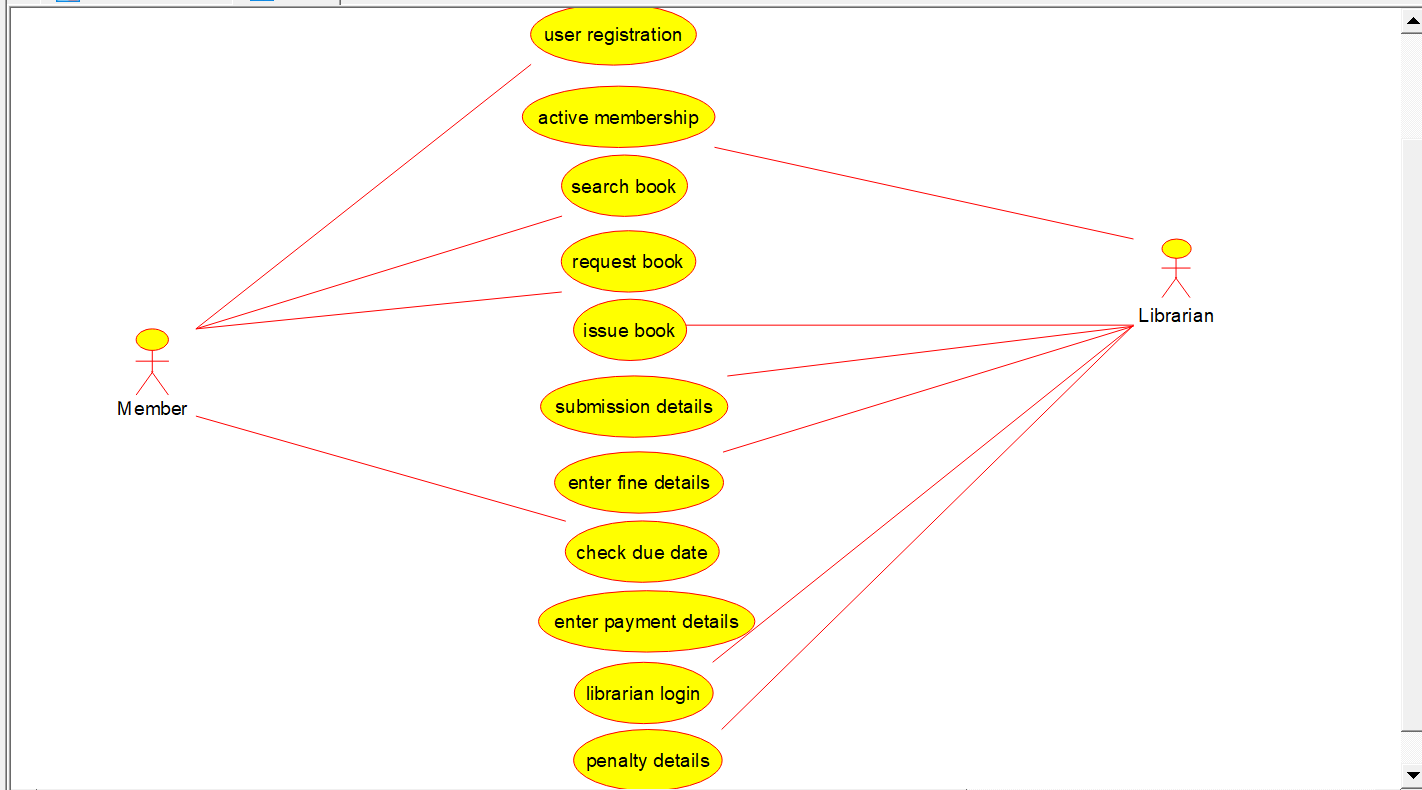 user registration
active membership
search book
request book
issue book
submission details
enter fine details
check due date
enter payment details
librarian login
penalty details
Member
Librarian